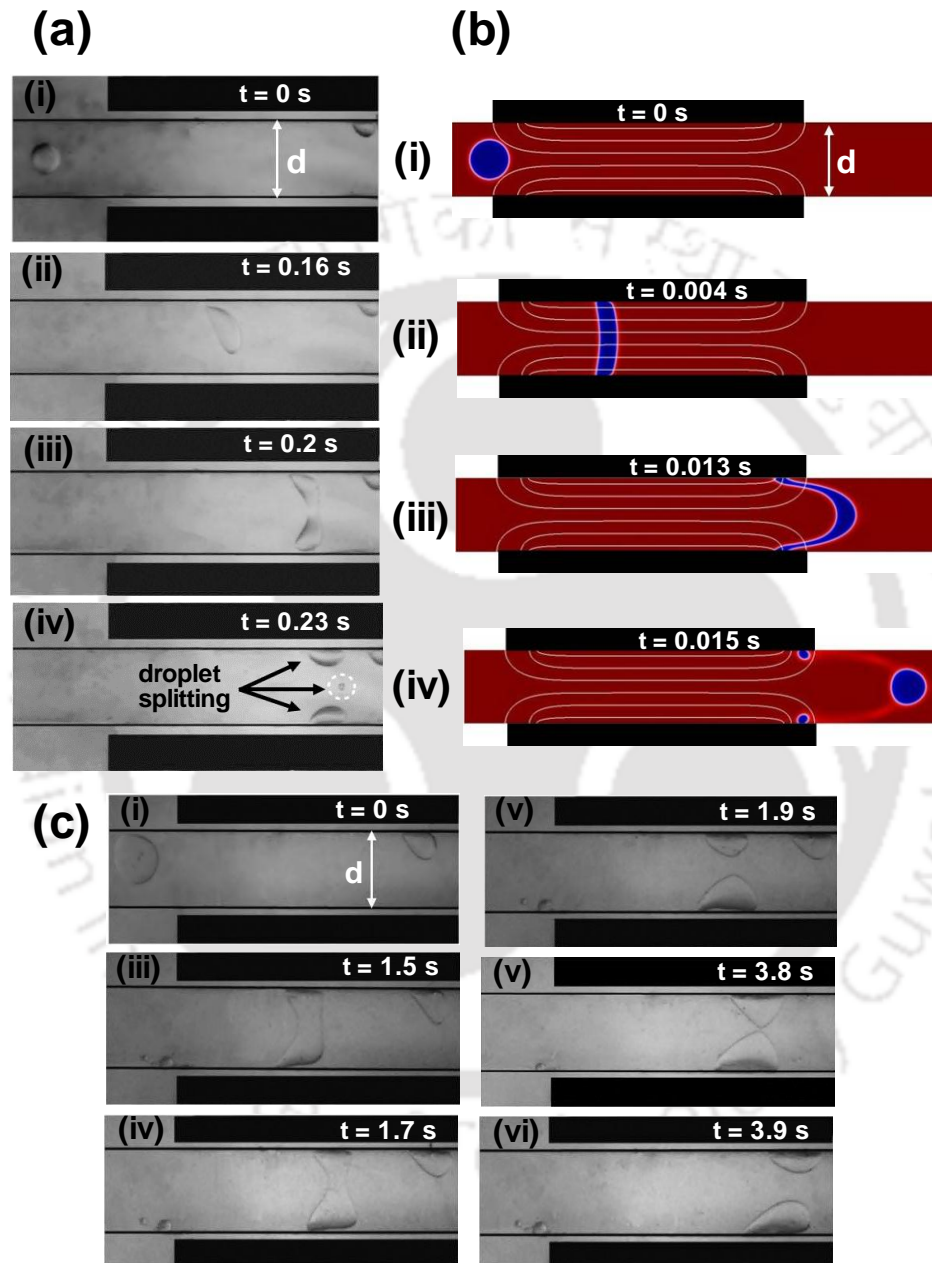 (a)
(i)
t = 0 s
d
(ii)
t = 0.16 s
(iii)
t = 0.2 s
(iv)
t = 0.23 s
droplet
splitting
(b)
t = 0 s
(i)
d
t = 0.004 s
(ii)
t = 0.013 s
(iii)
t = 0.015 s
(iv)
(c)
(i)
t = 0 s
d
(iii)
t = 1.5 s
(iv)
t = 1.7 s
(v)
t = 1.9 s
(v)
t = 3.8 s
(vi)
t = 3.9 s